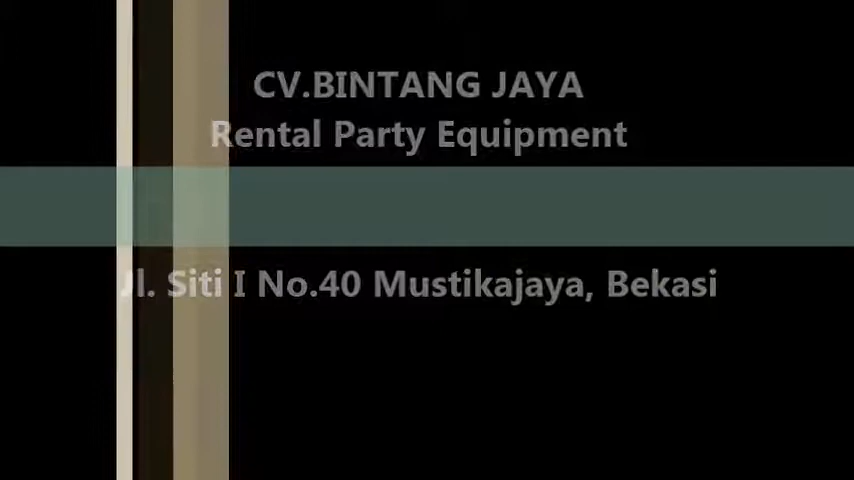 CV.BINTANG JAYA
Rental Party Equipment
Jl. Siti I No.40 Mustikajaya, Bekasi